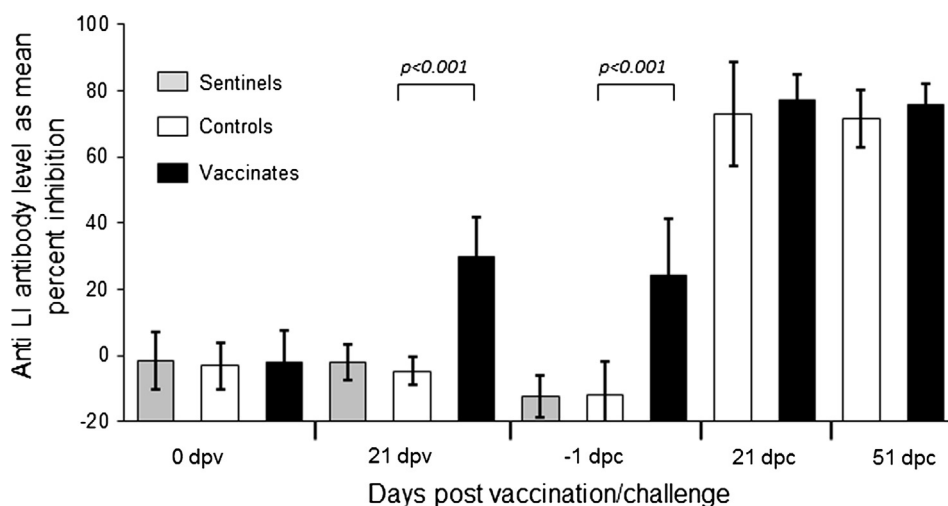 Anti LI antibody level as mean
percent inhibition
100
80
60
40
20
0
-20
Sentinels
Controls
Vaccinates
p<0.001
p<0.001
0 dpv
21 dpv
-1 dpc
21 dpc
51 dpc
Days post vaccination/challenge